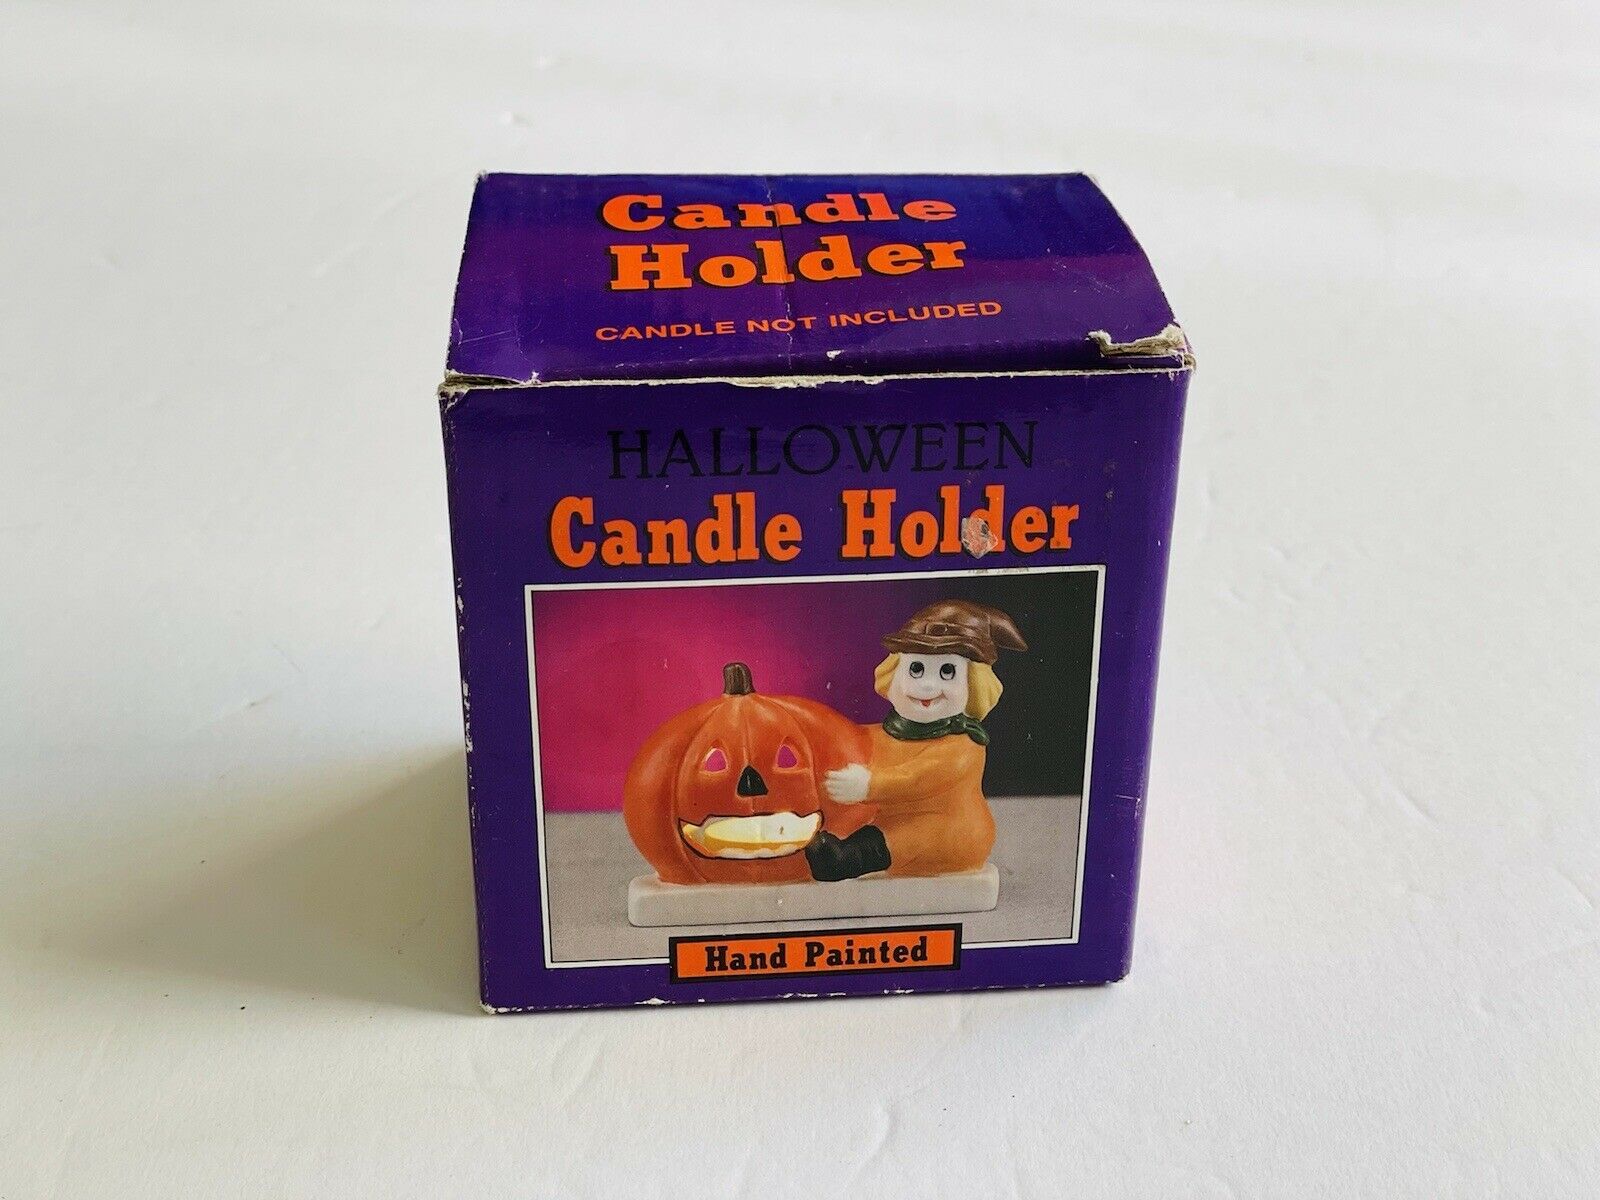 Candle
Holder
CANDLE NOT INCLUDED
HALLOWEEN
Candle Holder
Hand Painted